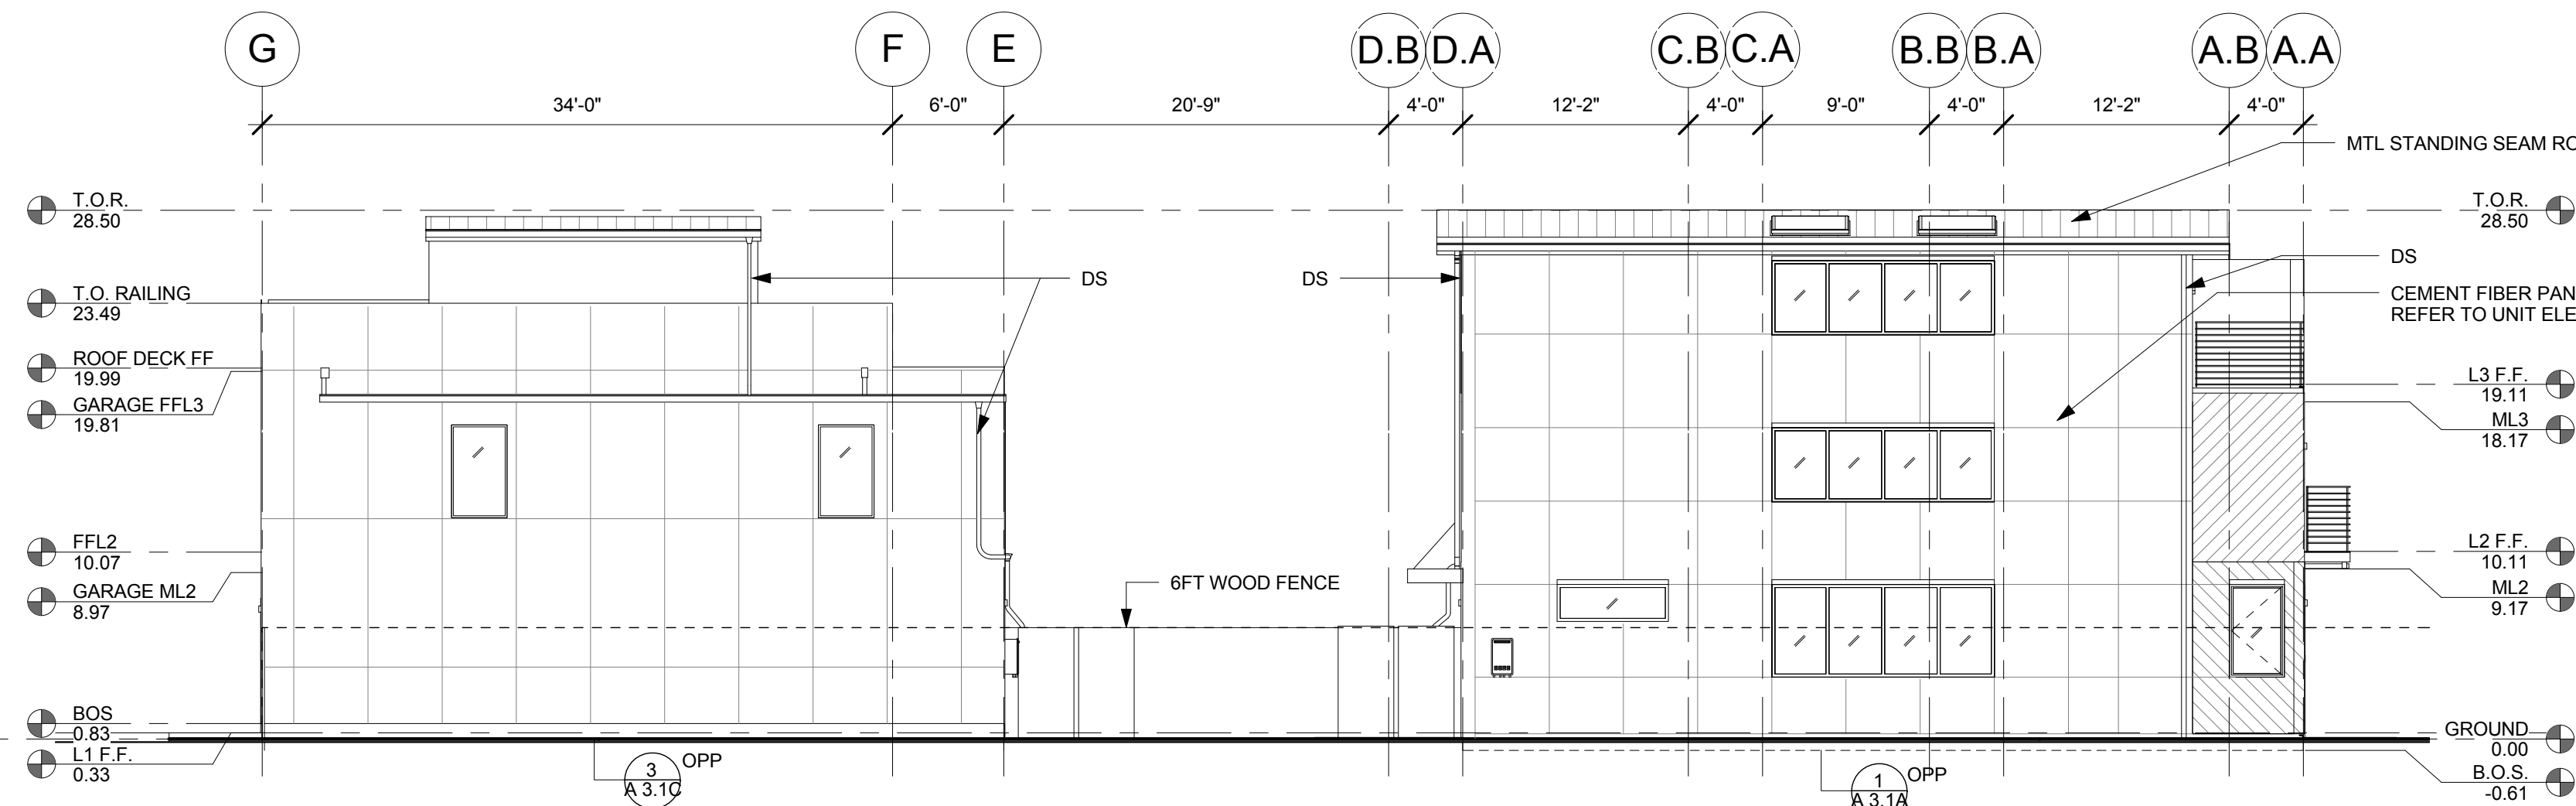 G F E D.B D.A C.B C.A B.B B.A A.B A.A
34'-0" 6'-0" 20'-9" 4'-0" 12'-2" 4'-0" 9'-0" 4'-0" 12'-2" 4'-0"
MTL STANDING SEAM
T.O.R.
28.50
T.O. RAILING
23.49
ROOF DECK FF
19.99
GARAGE FFL3
19.81
FFL2
10.07
GARAGE ML2
8.97
BOS
0.83
L1 F.F.
0.33
DS
DS
6FT WOOD FENCE
3
A 3.1C
OPP
1
A 3.1A
OPP
T.O.R.
28.50
DS
CEMENT FIBER
REFER TO UNIT
L3 F.F.
19.11
ML3
18.17
L2 F.F.
10.11
ML2
9.17
GROUND
0.00
B.O.S.
-0.61